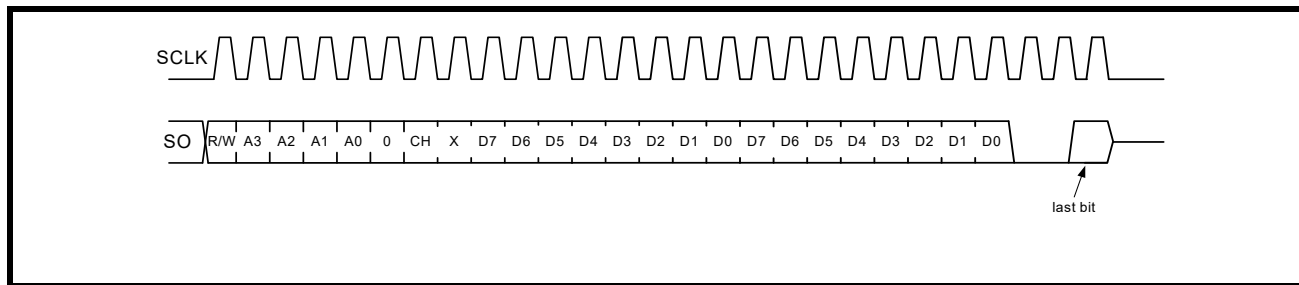 SCLK
SO R/W A3 A2 A1 A0 0 CH X D7 D6 D5 D4 D3 D2 D1 D0 D7 D6 D5 D4 D3 D2 D1 D0
last bit